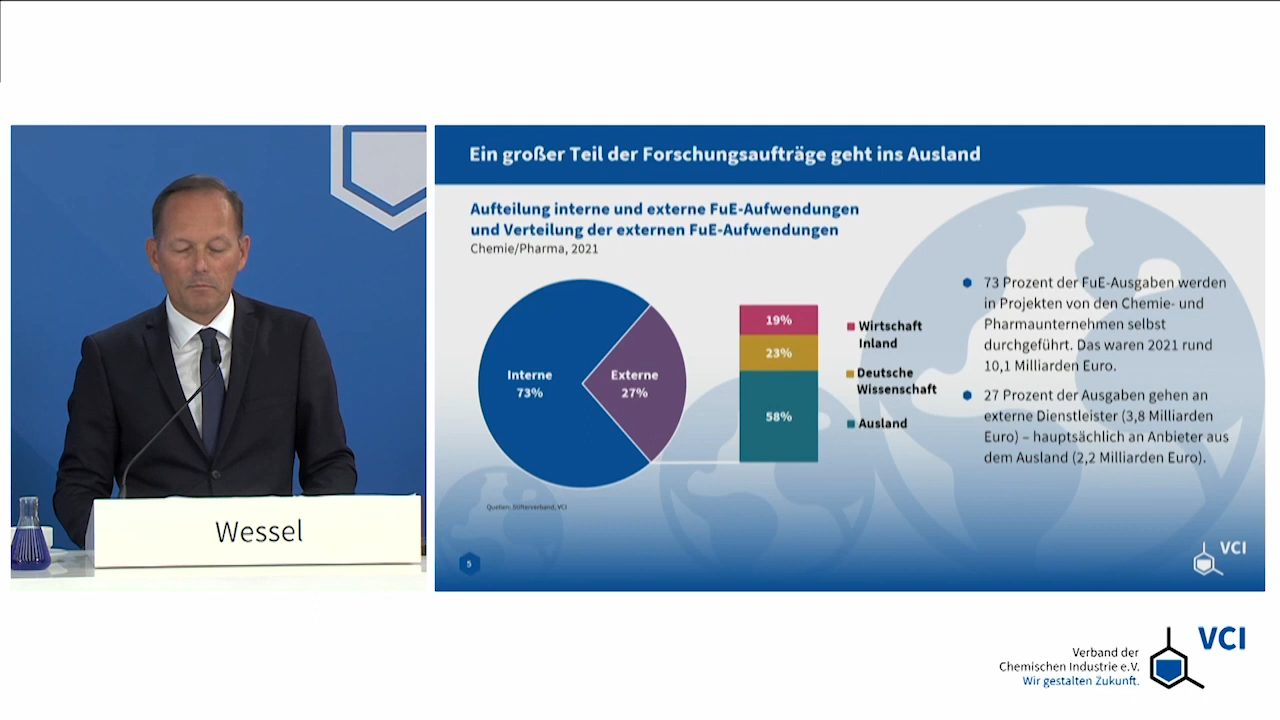 Wessel
Ein großer Teil der Forschungsaufträge geht ins Ausland
Aufteilung interne und externe FuE-Aufwendungen
und Verteilung der externen FuE-Aufwendungen
Chemie/Pharma, 2021
Interne
73%
Externe
27%
19%
23%
58%
Wirtschaft
Inland
Deutsche
Wissenschaft
Ausland
73 Prozent der FuE-Ausgaben werden
in Projekten von den Chemie- und
Pharmaunternehmen selbst
durchgeführt. Das waren 2021 rund
10,1 Milliarden Euro.
27 Prozent der Ausgaben gehen an
externe Dienstleister (3,8 Milliarden
Euro) – hauptsächlich an Anbieter aus
dem Ausland (2,2 Milliarden Euro).
Quellen: Stifterverband, VCI
5
VCI
VCI
Verband der
Chemischen Industrie e.V.
Wir gestalten Zukunft.